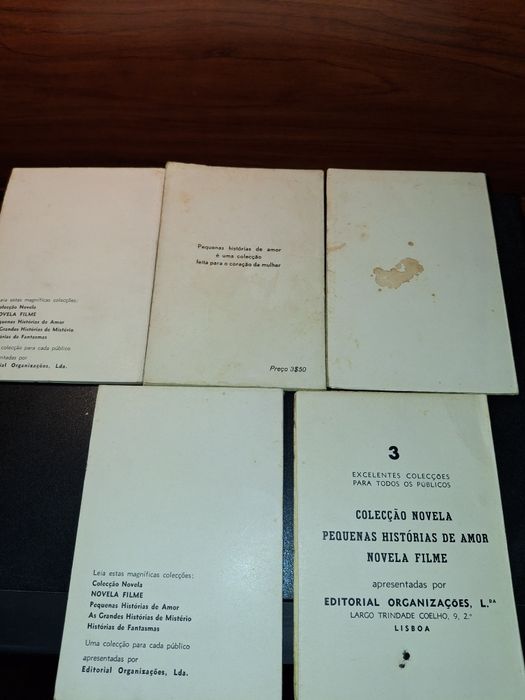 Leia estas magníficas colecções:
olecção Novela
OVELA FILME
equenas Histórias de Amor
Grandes Histórias de Mistério
órias de Fantasmas
colecção para cada público
entadas por
rial Organizações, Lda.
Pequenas histórias de amor
é uma colecção
feita para o coração da mulher
Preço 3$50
Leia estas magníficas colecções:
Colecção Novela
NOVELA FILME
Pequenas Histórias de Amor
As Grandes Histórias de Mistério
Histórias de Fantasmas
Uma colecção para cada público
apresentadas por
Editorial Organizações, Lda.
3
EXCELENTES COLECÇÕES
PARA TODOS OS PÚBLICOS
COLECÇÃO NOVELA
PEQUENAS HISTÓRIAS DE AMOR
NOVELA FILME
apresentadas por
EDITORIAL ORGANIZAÇÕES, L.DA
LARGO TRINDADE COELHO, 9, 2.º
LISBOA